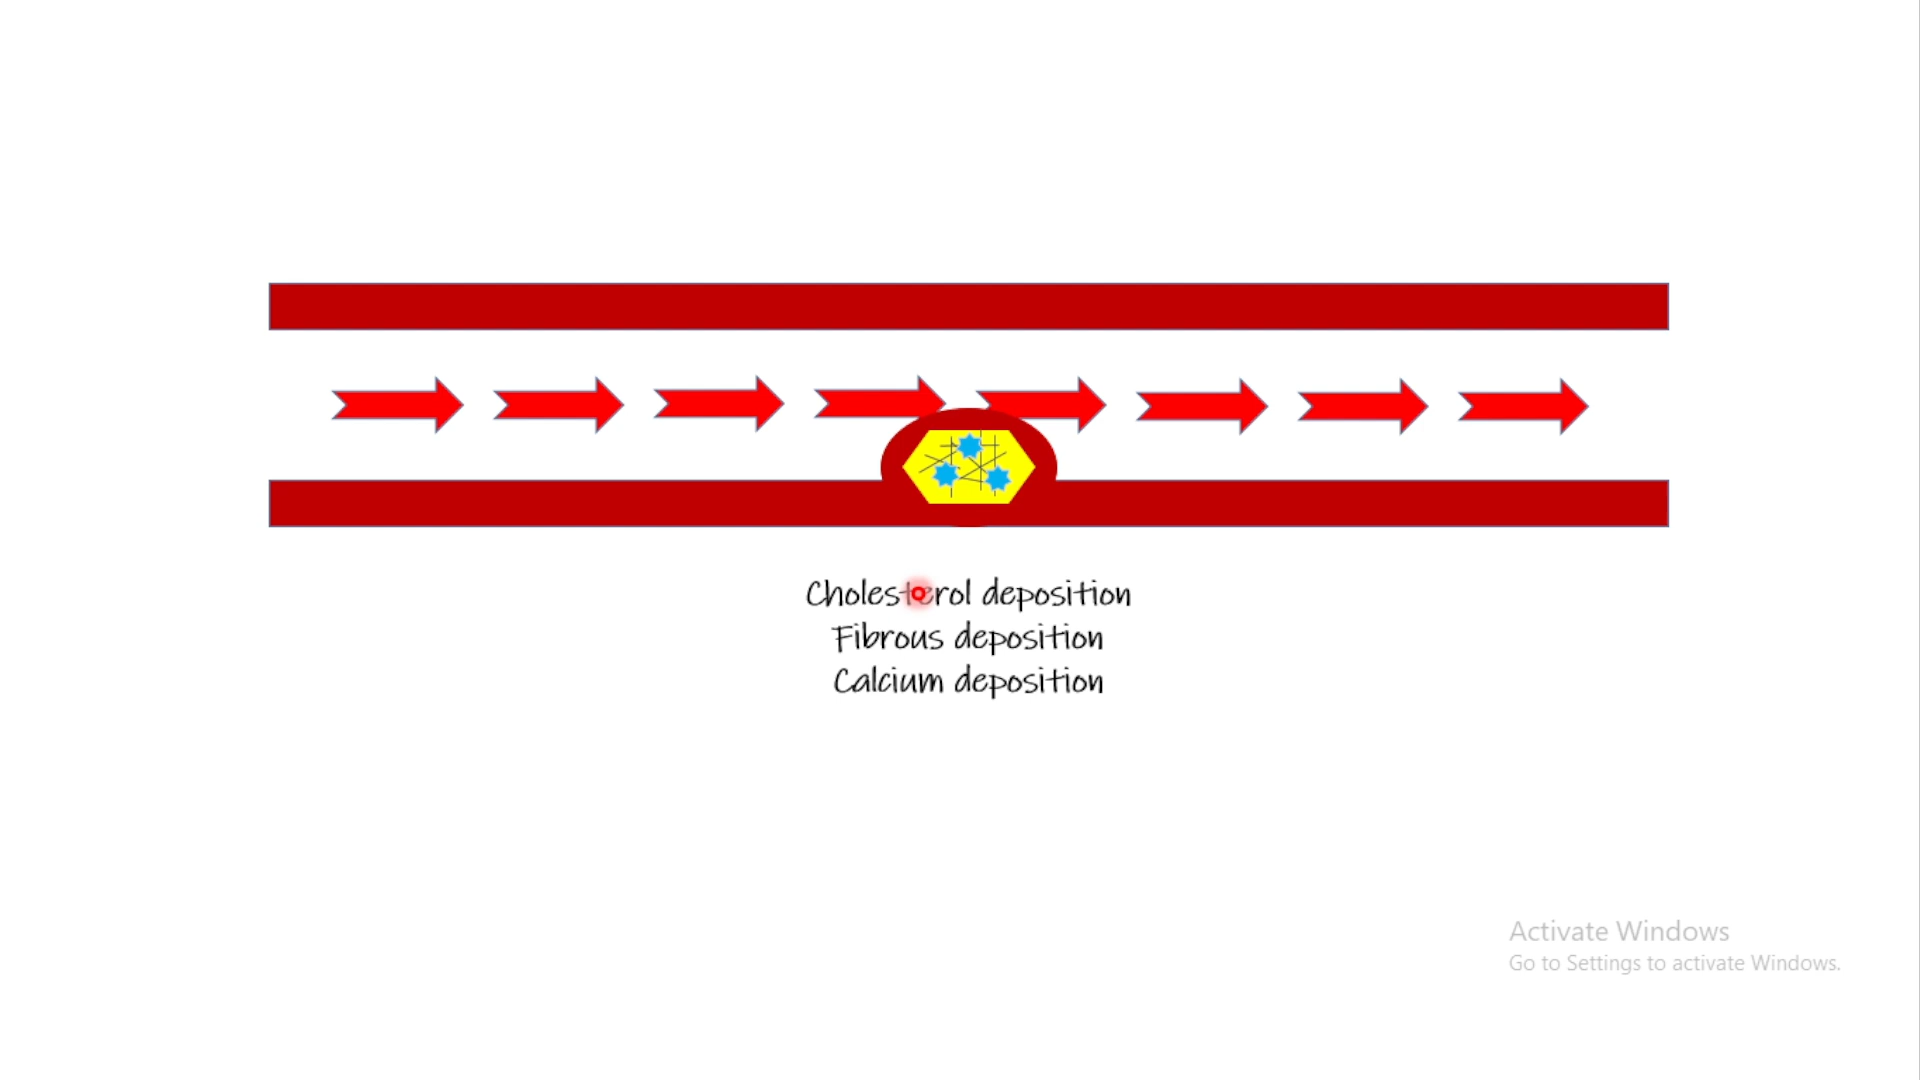 Cholesterol deposition
Fibrous deposition
Calcium deposition
Activate Windows
Go to Settings to activate Windows.